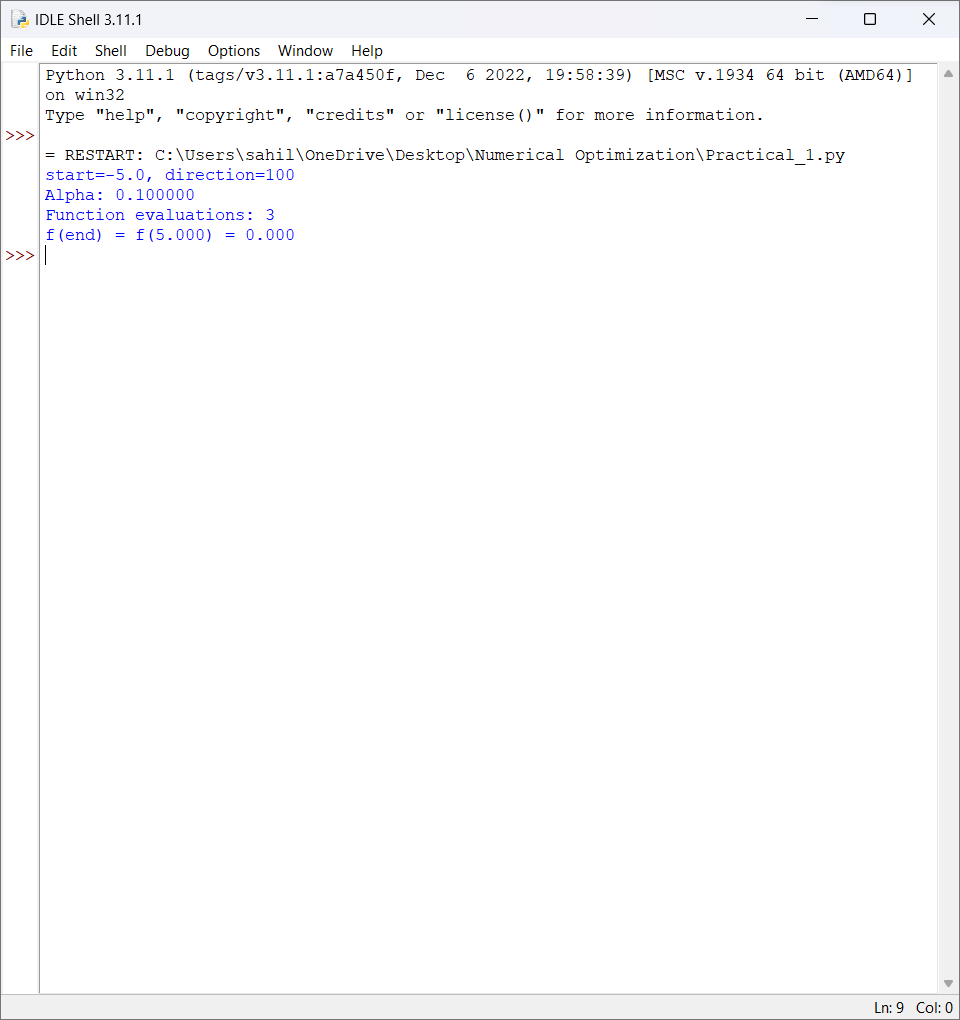 IDLE Shell 3.11.1
File Edit Shell Debug Options Window Help
Python 3.11.1 (tags/v3.11.1:a7a450f, Dec  6 2022, 19:58:39) [MSC v.1934 64 bit (AMD64)]
on win32
Type "help", "copyright", "credits" or "license()" for more information.
>>>
= RESTART: C:\Users\sahil\OneDrive\Desktop\Numerical Optimization\Practical_1.py
start=-5.0, direction=100
Alpha: 0.100000
Function evaluations: 3
f(end) = f(5.000) = 0.000
>>>
Ln: 9 Col: 0